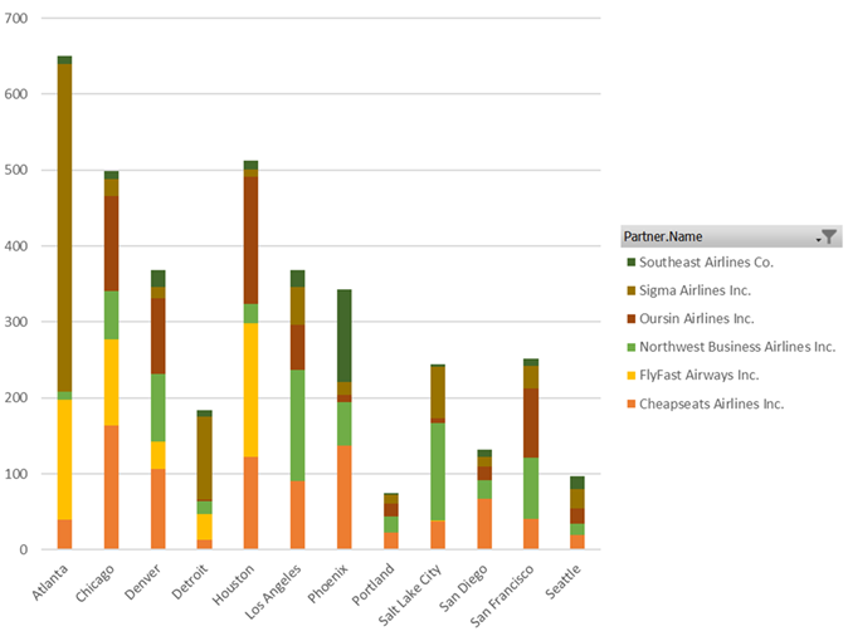 700
600
500
400
300
200
100
0
Atlanta
Chicago
Denver
Detroit
Houston
Los Angeles
Phoenix
Portland
Salt Lake City
San Diego
San Francisco
Seattle
Partner.Name
Southeast Airlines Co.
Sigma Airlines Inc.
Oursin Airlines Inc.
Northwest Business Airlines Inc.
FlyFast Airways Inc.
Cheapseats Airlines Inc.